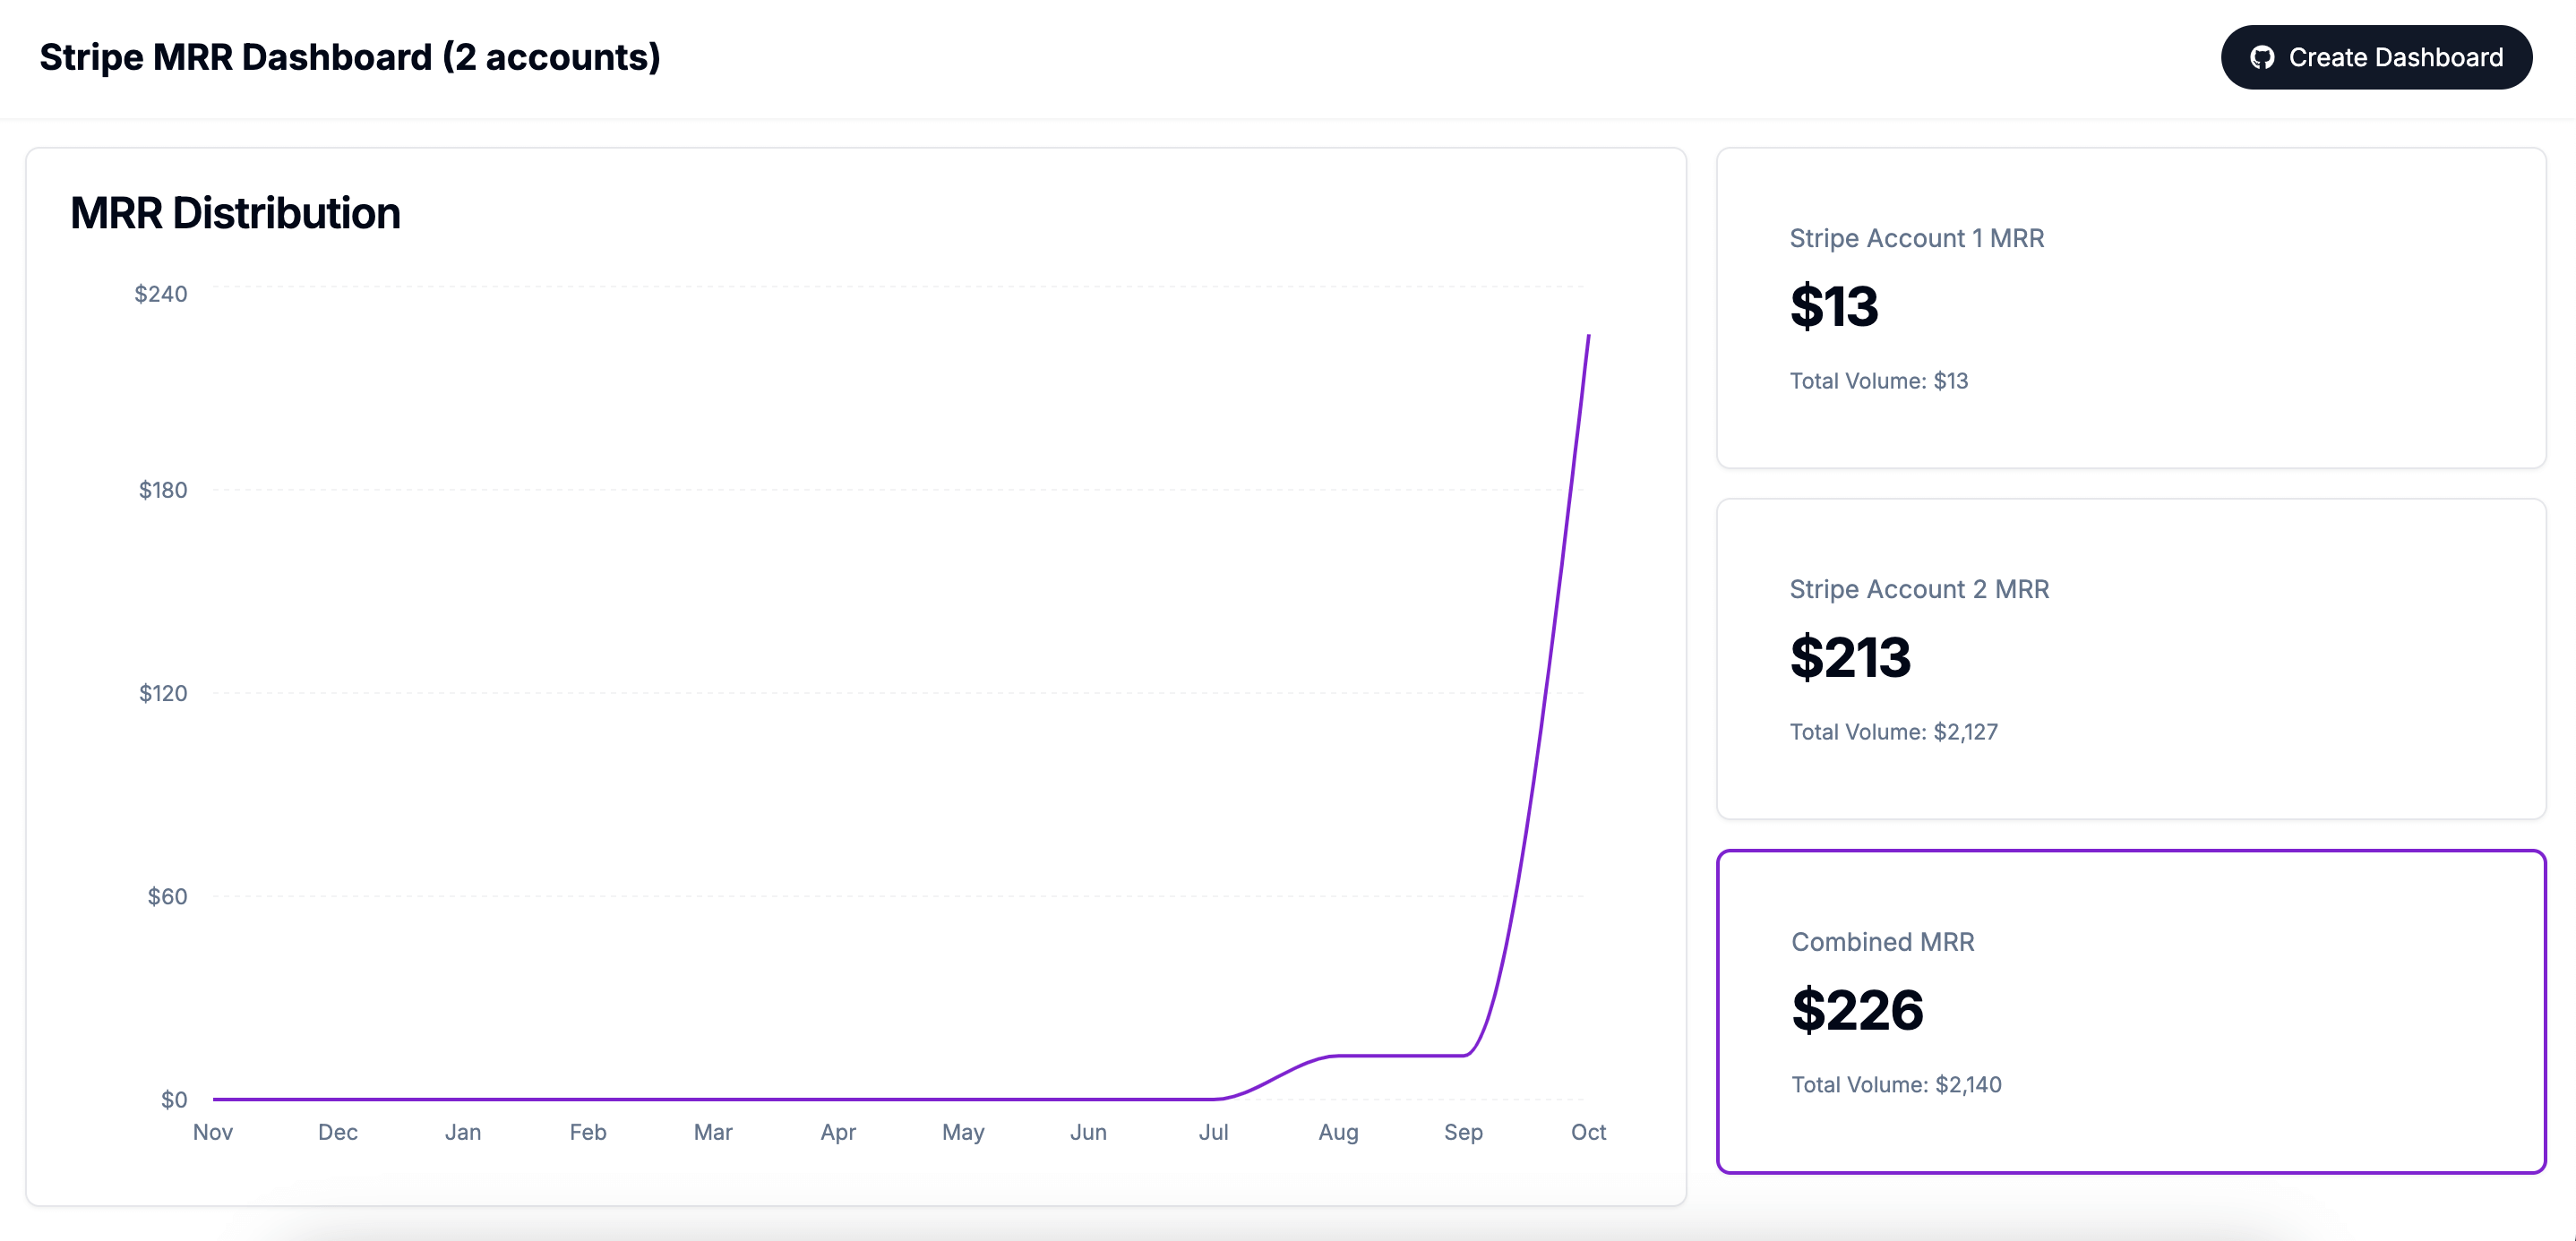 Stripe MRR Dashboard (2 accounts)
Create Dashboard
MRR Distribution
$240
$180
$120
$60
$0
Nov Dec Jan Feb Mar Apr May Jun Jul Aug Sep Oct
Stripe Account 1 MRR
$13
Total Volume: $13
Stripe Account 2 MRR
$213
Total Volume: $2,127
Combined MRR
$226
Total Volume: $2,140